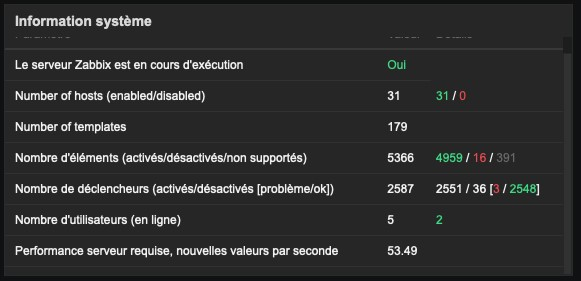 Information système
Paramètre Valeur Détails
Le serveur Zabbix est en cours d'exécution Oui
Number of hosts (enabled/disabled) 31 31 / 0
Number of templates 179
Nombre d'éléments (activés/désactivés/non supportés) 5366 4959 / 16 / 391
Nombre de déclencheurs (activés/désactivés [problème/ok]) 2587 2551 / 36 [3 / 2548]
Nombre d'utilisateurs (en ligne) 5 2
Performance serveur requise, nouvelles valeurs par seconde 53.49